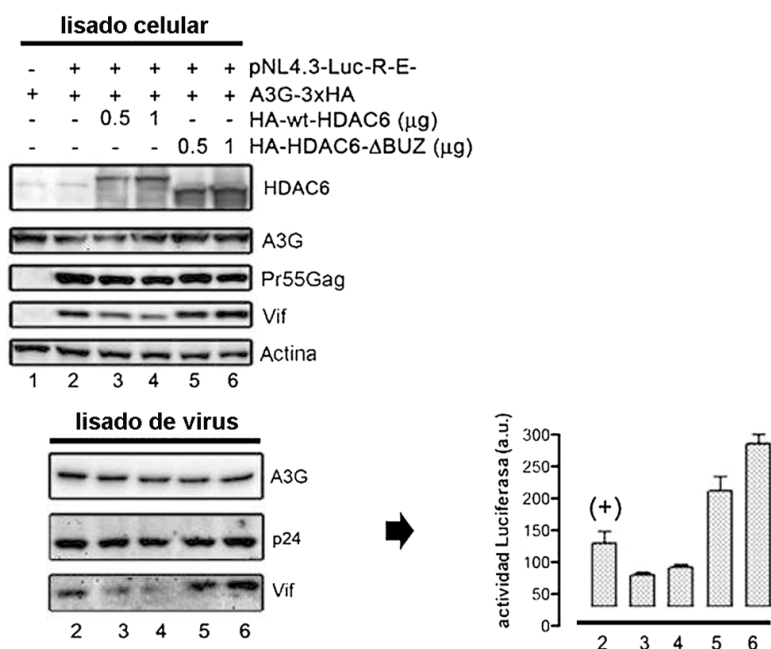 lisado celular
- + + + + + pNL4.3-Luc-R-E-
+ + + + + + A3G-3xHA
- - 0.5 1 - - HA-wt-HDAC6 (µg)
- - - - 0.5 1 HA-HDAC6-ΔBUZ (µg)
HDAC6
A3G
Pr55Gag
Vif
Actina
1 2 3 4 5 6
lisado de virus
A3G
p24
Vif
2 3 4 5 6
actividad Luciferasa (a.u.)
300
250
200
150
100
50
0
(+)
2 3 4 5 6